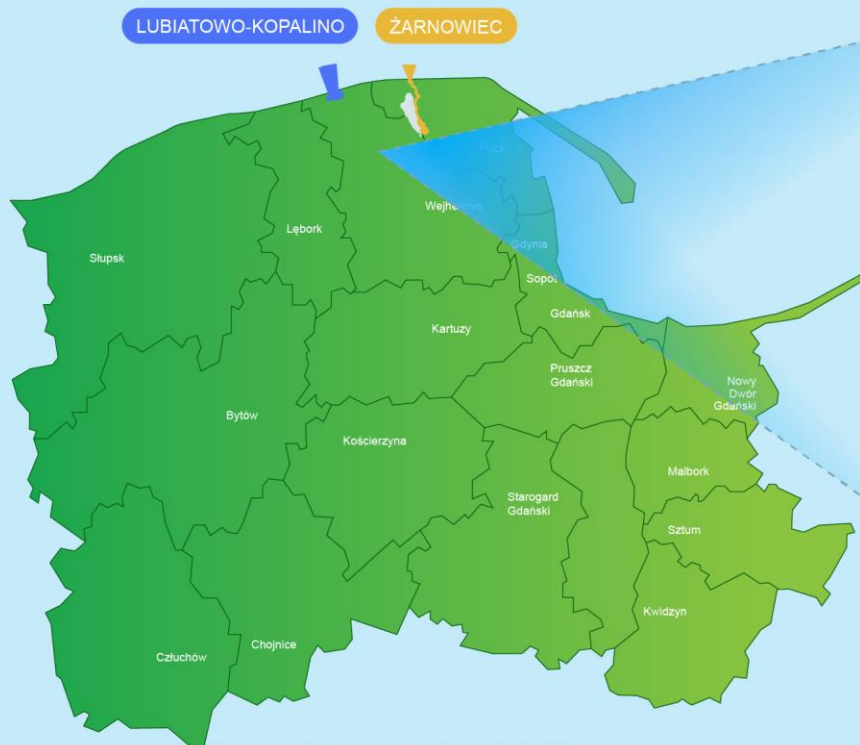 LUBIATOWO-KOPALINO
ŻARNOWIEC
Puck
Wejherowo
Lębork
Gdynia
Słupsk
Sopot
Gdańsk
Kartuzy
Pruszcz
Gdański
Nowy
Dwór
Gdański
Bytów
Kościerzyna
Malbork
Starogard
Gdański
Sztum
Kwidzyn
Chojnice
Człuchów